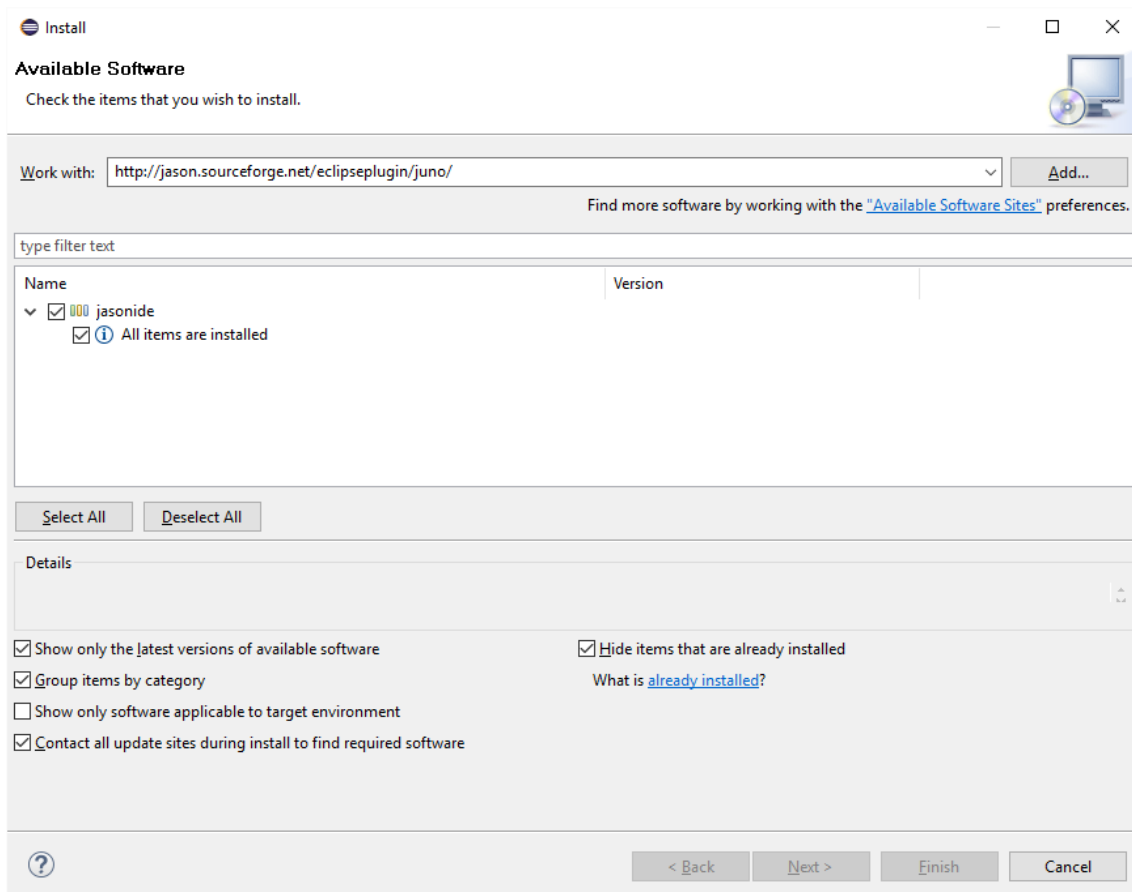 Install
Available Software
Check the items that you wish to install.
Work with: http://jason.sourceforge.net/eclipseplugin/juno/ Add...
Find more software by working with the "Available Software Sites" preferences.
type filter text
Name Version
jasonide
All items are installed
Select All Deselect All
Details
Show only the latest versions of available software Hide items that are already installed
Group items by category What is already installed?
Show only software applicable to target environment
Contact all update sites during install to find required software
? < Back Next > Finish Cancel